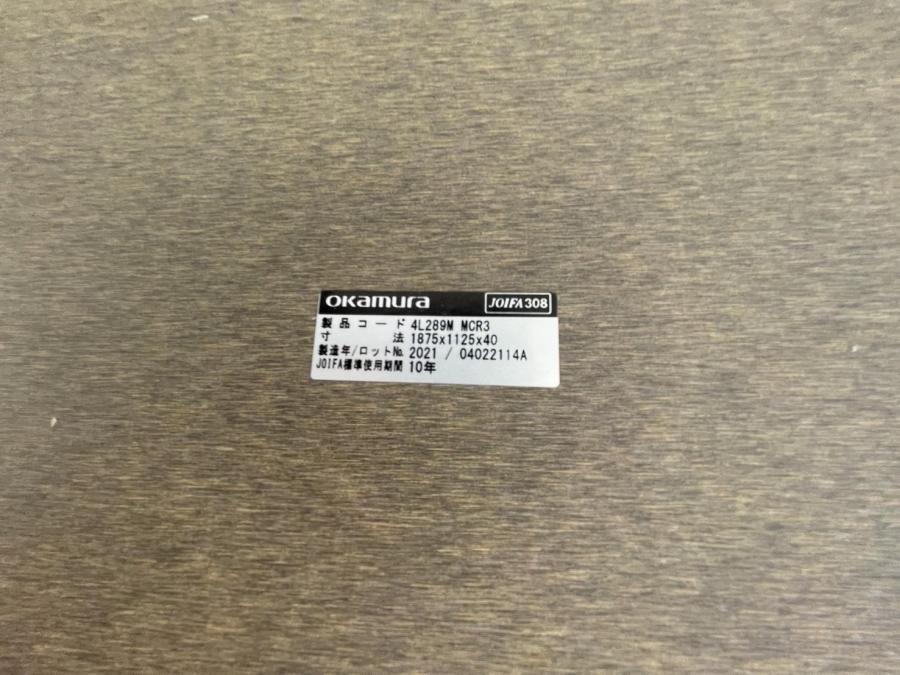 okamura JOIFA308
製品コード 4L289M MCR3
寸法 1875x1125x40
製造年/ロット№ 2021 / 04022114A
JOIFA標準使用期間 10年